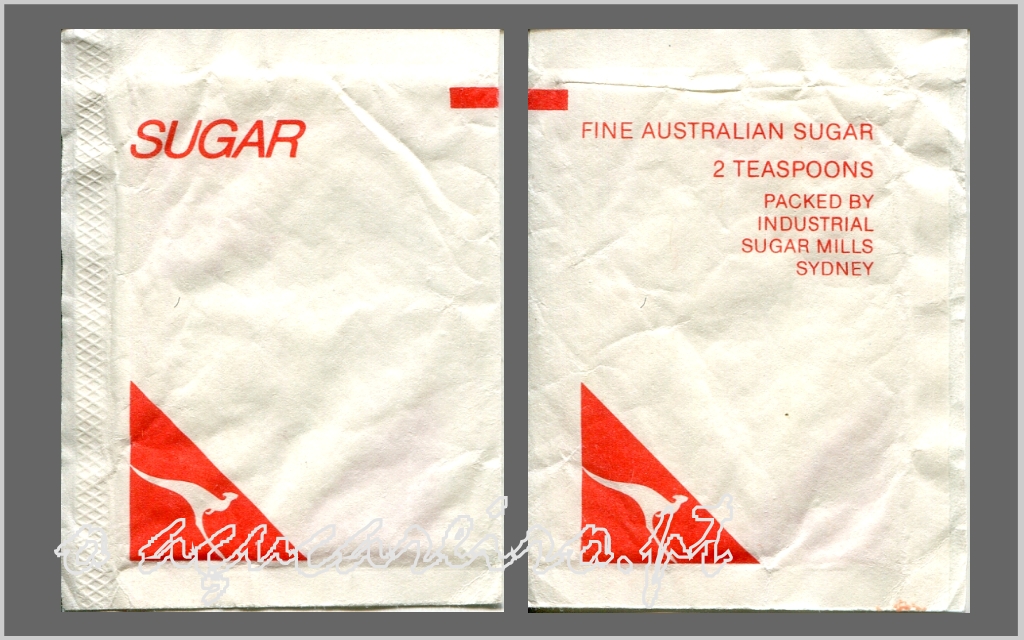 SUGAR
FINE AUSTRALIAN SUGAR
2 TEASPOONS
PACKED BY
INDUSTRIAL
SUGAR MILLS
SYDNEY